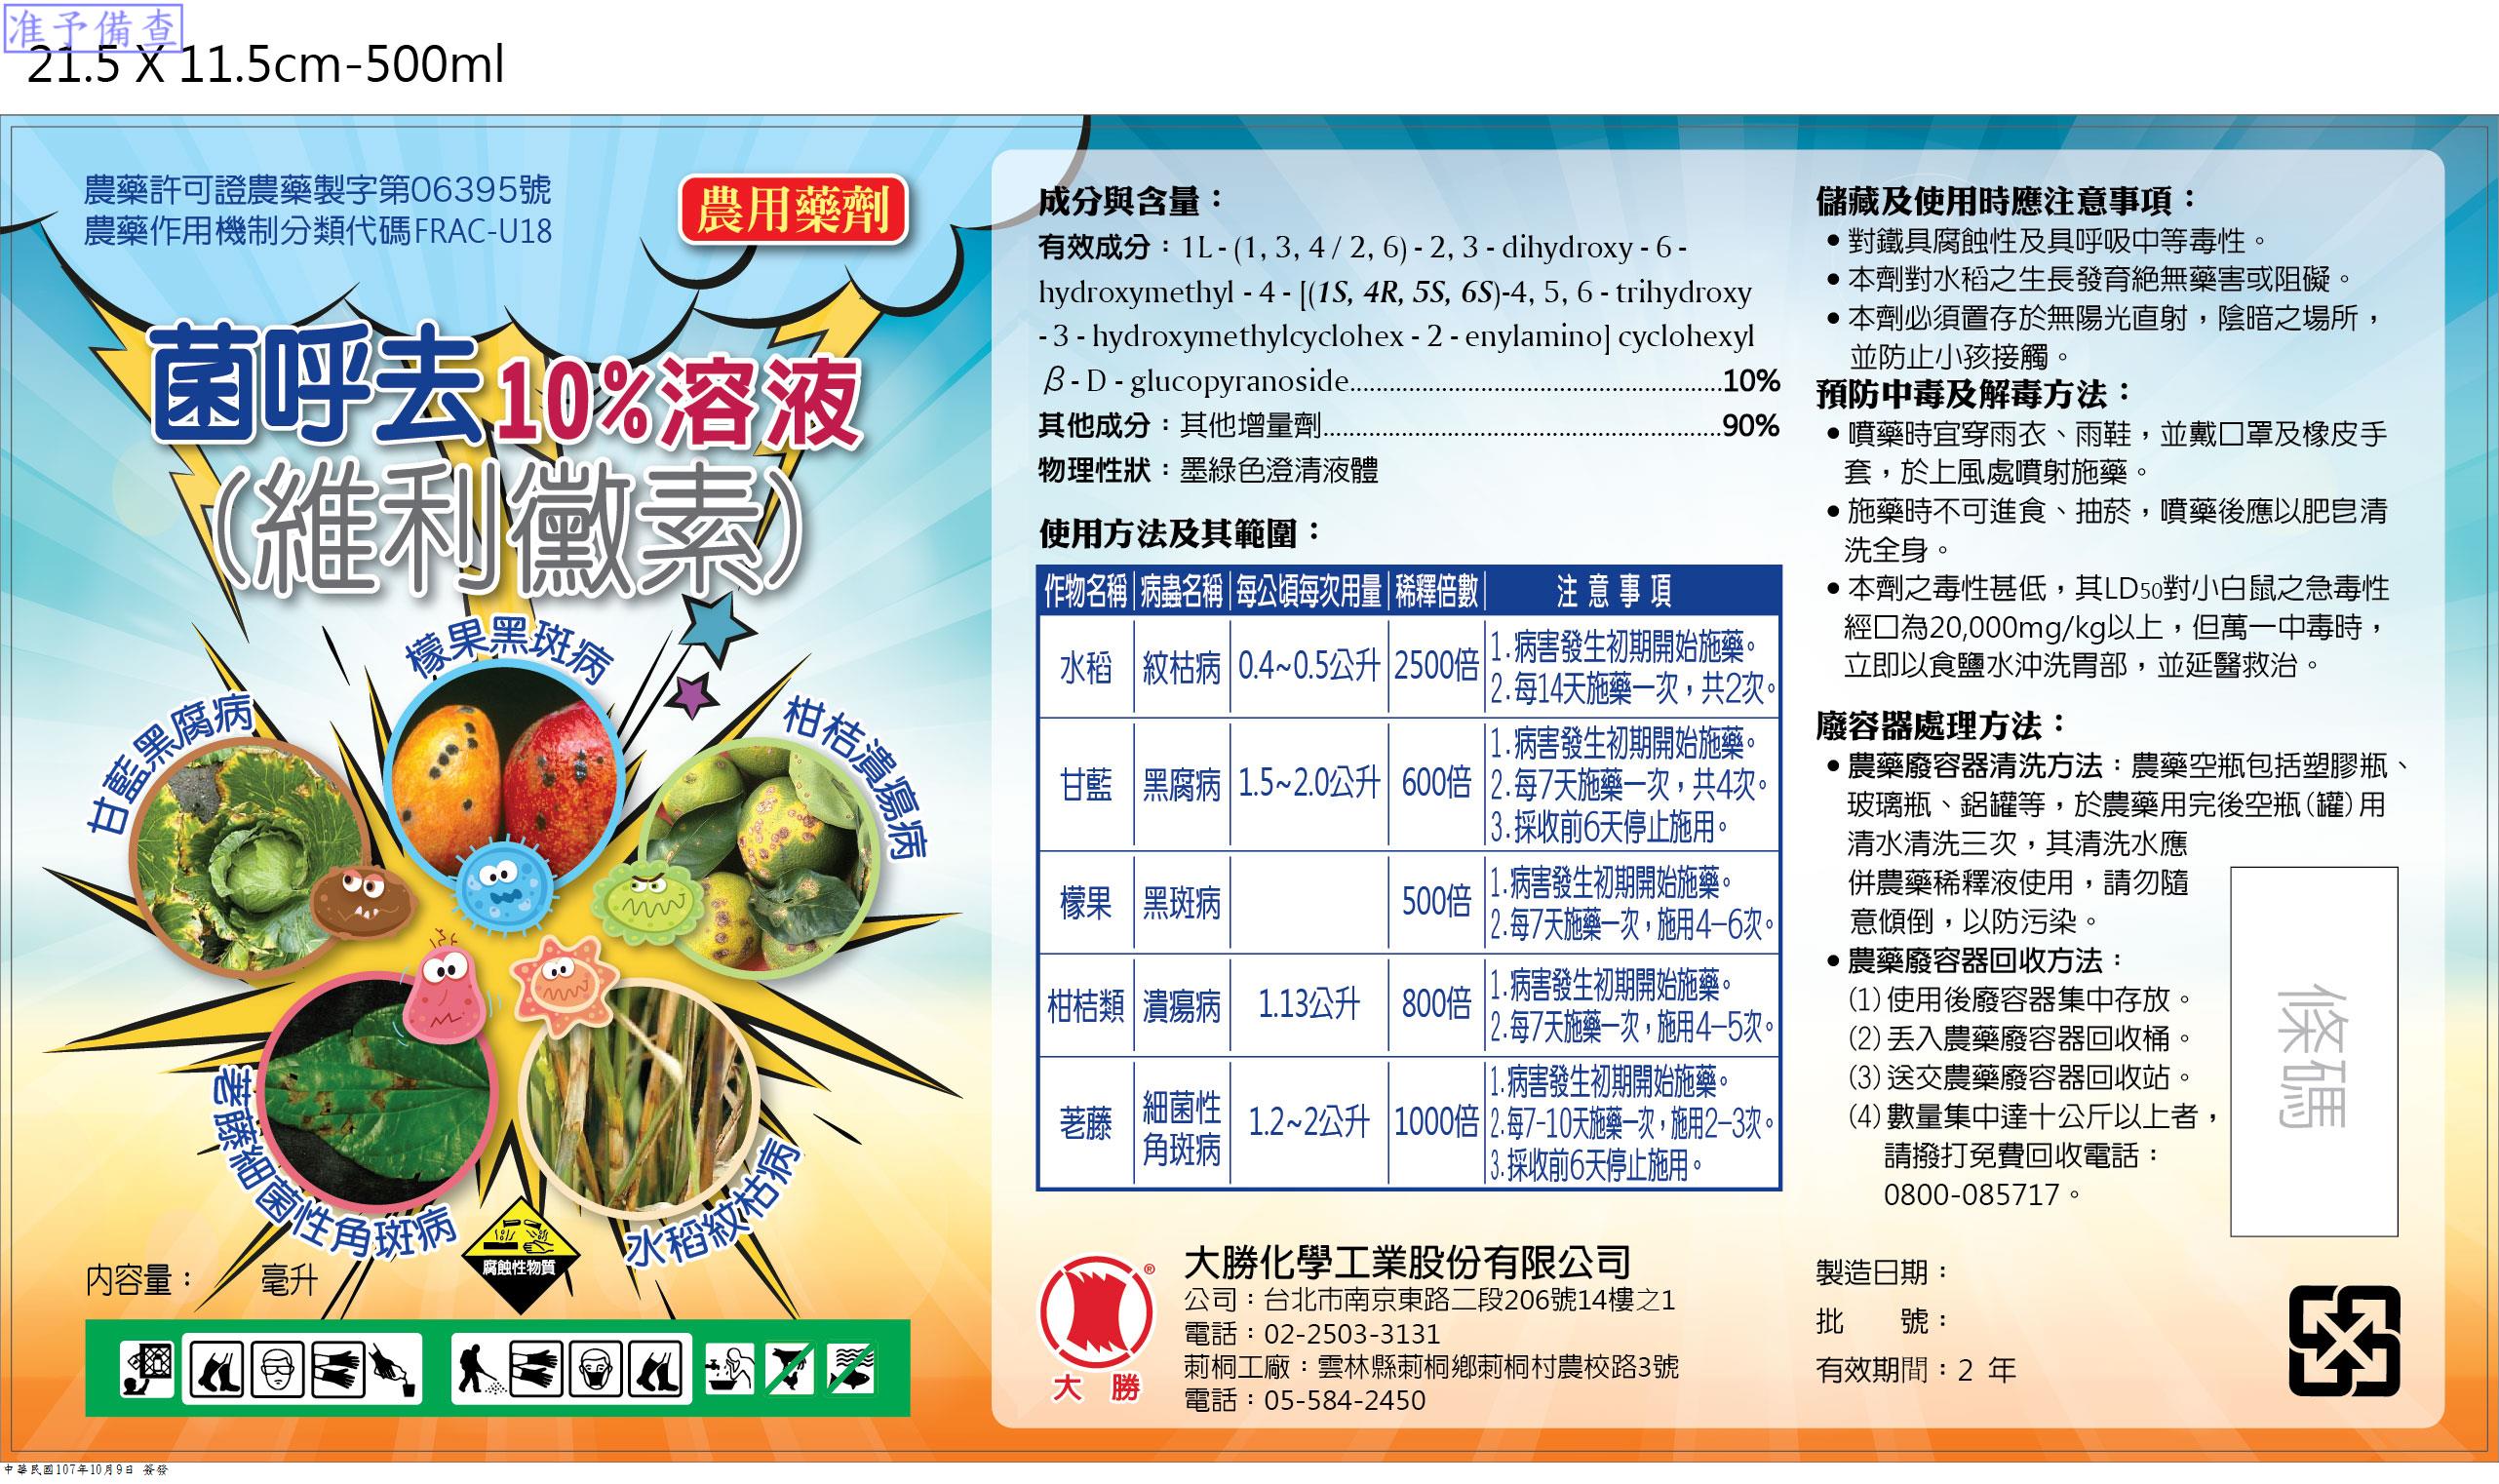 准予備查
21.5 X 11.5cm-500ml
農藥許可證農藥製字第06395號
農藥作用機制分類代碼FRAC-U18
農用藥劑
菌呼去10%溶液
(維利黴素)
檬果黑斑病
甘藍黑腐病
柑桔潰瘍病
荖藤細菌性角斑病
水稻紋枯病
腐蝕性物質
內容量： 毫升
成分與含量：
有效成分：1L - (1, 3, 4 / 2, 6) - 2, 3 - dihydroxy - 6 -
hydroxymethyl - 4 - [(1S, 4R, 5S, 6S)-4, 5, 6 - trihydroxy
- 3 - hydroxymethylcyclohex - 2 - enylamino] cyclohexyl
β - D - glucopyranoside..........10%
其他成分：其他增量劑..........90%
物理性狀：墨綠色澄清液體
使用方法及其範圍：
作物名稱 病蟲名稱 每公頃每次用量 稀釋倍數 注意事項
水稻 紋枯病 0.4~0.5公升 2500倍 1.病害發生初期開始施藥。
2.每14天施藥一次，共2次。
甘藍 黑腐病 1.5~2.0公升 600倍 1.病害發生初期開始施藥。
2.每7天施藥一次，共4次。
3.採收前6天停止施用。
檬果 黑斑病 500倍 1.病害發生初期開始施藥。
2.每7天施藥一次，施用4-6次。
柑桔類 潰瘍病 1.13公升 800倍 1.病害發生初期開始施藥。
2.每7天施藥一次，施用4-5次。
荖藤 細菌性角斑病 1.2~2公升 1000倍 1.病害發生初期開始施藥。
2.每7-10天施藥一次，施用2-3次。
3.採收前6天停止施用。
大勝
®
大勝化學工業股份有限公司
公司：台北市南京東路二段206號14樓之1
電話：02-2503-3131
莿桐工廠：雲林縣莿桐鄉莿桐村農校路3號
電話：05-584-2450
儲藏及使用時應注意事項：
•對鐵具腐蝕性及具呼吸中等毒性。
•本劑對水稻之生長發育絕無藥害或阻礙。
•本劑必須置存於無陽光直射，陰暗之場所，
並防止小孩接觸。
預防中毒及解毒方法：
•噴藥時宜穿雨衣、雨鞋，並戴口罩及橡皮手
套，於上風處噴射施藥。
•施藥時不可進食、抽菸，噴藥後應以肥皂清
洗全身。
•本劑之毒性甚低，其LD50對小白鼠之急毒性
經口為20,000mg/kg以上，但萬一中毒時，
立即以食鹽水沖洗胃部，並延醫救治。
廢容器處理方法：
•農藥廢容器清洗方法：農藥空瓶包括塑膠瓶、
玻璃瓶、鋁罐等，於農藥用完後空瓶(罐)用
清水清洗三次，其清洗水應
併農藥稀釋液使用，請勿隨
意傾倒，以防污染。
•農藥廢容器回收方法：
(1)使用後廢容器集中存放。
(2)丟入農藥廢容器回收桶。
(3)送交農藥廢容器回收站。
(4)數量集中達十公斤以上者，
請撥打免費回收電話：
0800-085717。
條碼
製造日期：
批 號：
有效期間：2 年
中華民國107年10月9日 簽發